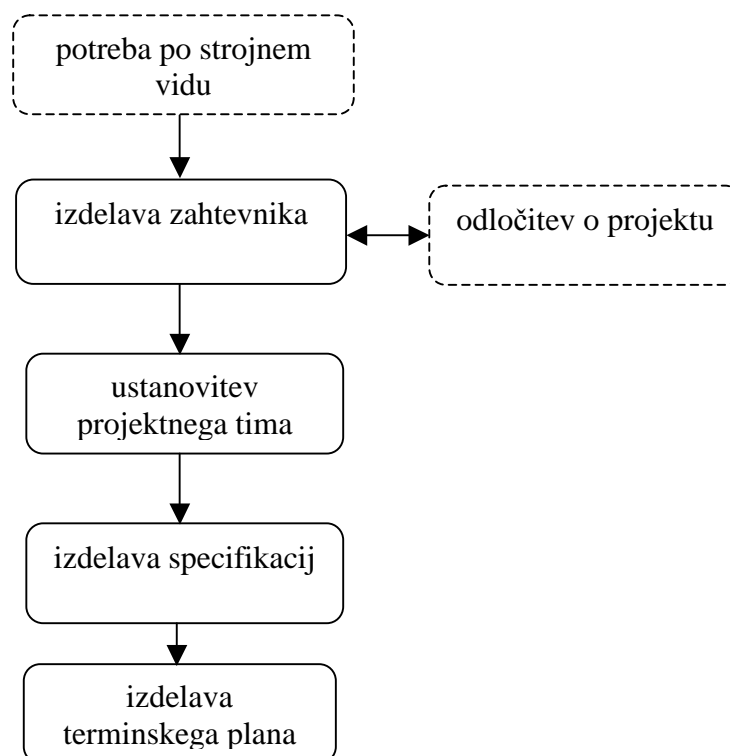 potreba po strojnem
vidu
izdelava zahtevnika
odločitev o projektu
ustanovitev
projektnega tima
izdelava specifikacij
izdelava
terminskega plana